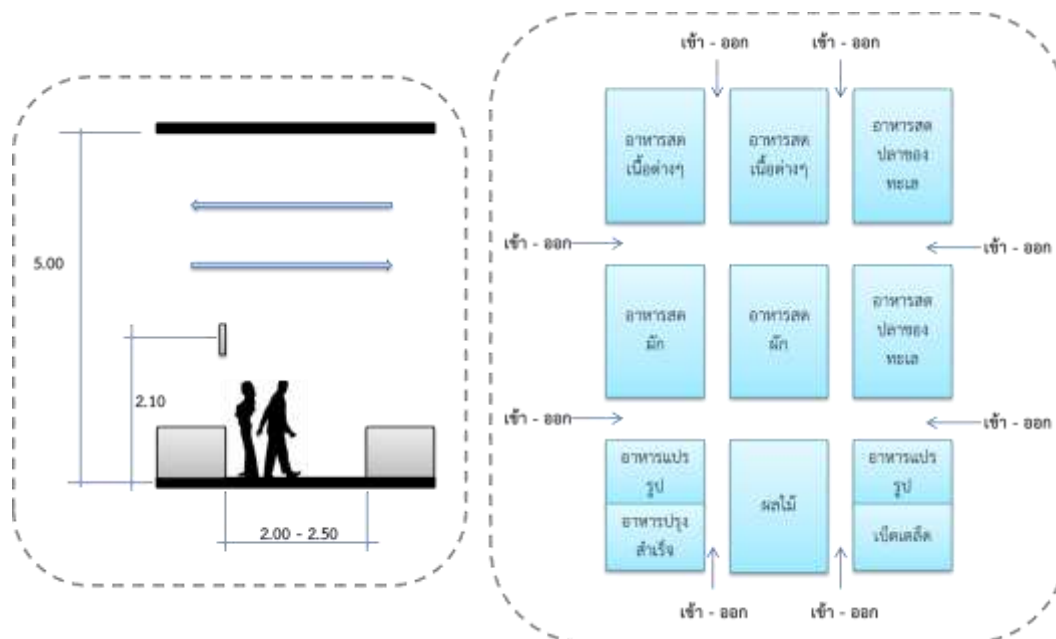 5.00
2.10
2.00 - 2.50
เข้า - ออก
เข้า - ออก
อาหารสด
เนื้อต่างๆ
อาหารสด
เนื้อต่างๆ
อาหารสด
ปลาของ
ทะเล
เข้า - ออก
เข้า - ออก
อาหารสด
ผัก
อาหารสด
ผัก
อาหารสด
ปลาของ
ทะเล
เข้า - ออก
เข้า - ออก
อาหารแปร
รูป
อาหารปรุง
สำเร็จ
ผลไม้
อาหารแปร
รูป
เบ็ดเตล็ด
เข้า - ออก
เข้า - ออก